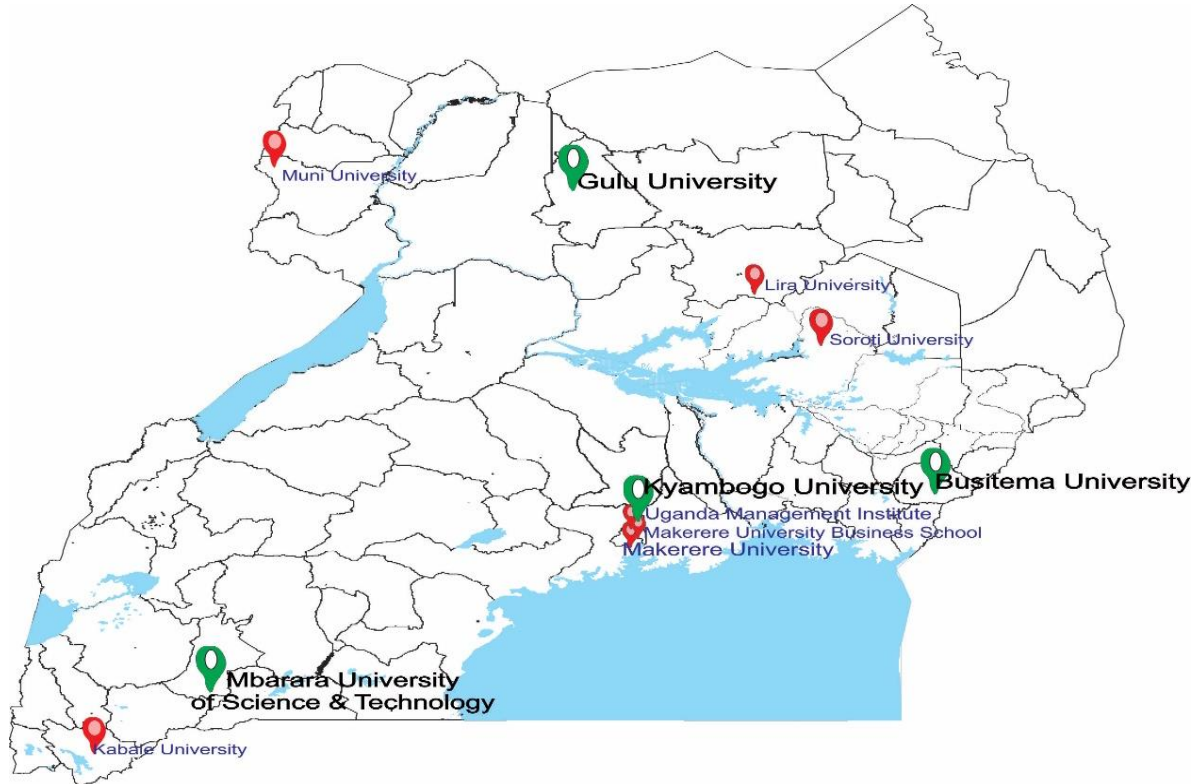 Muni University
Gulu University
Lira University
Soroti University
Busitema University
Kyambogo University
Uganda Management Institute
Makerere University Business School
Makerere University
Mbarara University
of Science & Technology
Kabale University